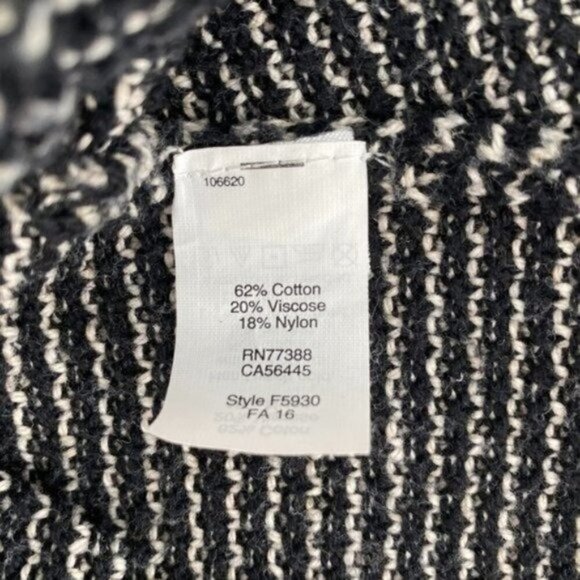 106620
62% Cotton
20% Viscose
18% Nylon
RN77388
CA56445
Style F5930
FA 16